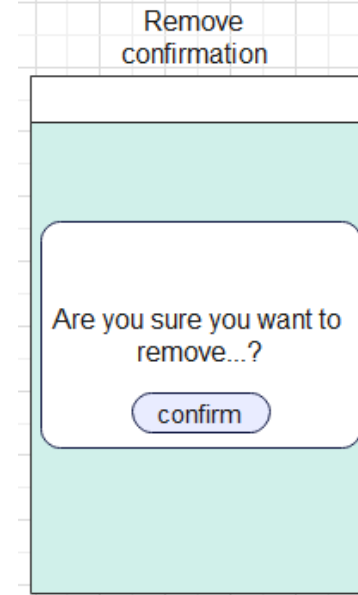 Remove
confirmation
Are you sure you want to
remove...?
confirm